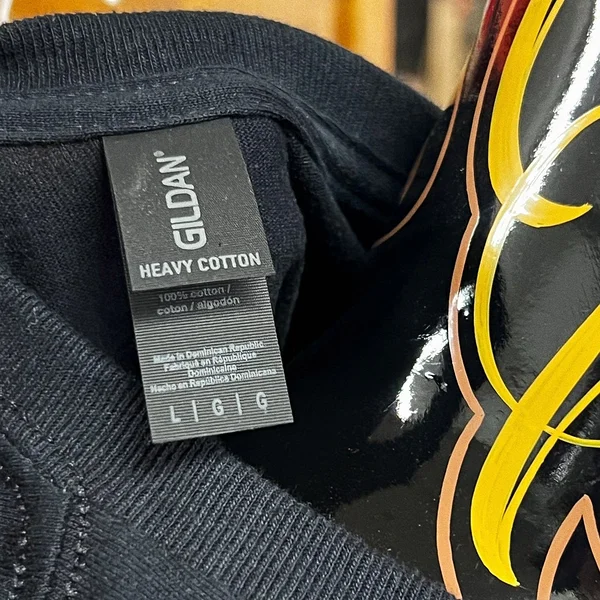 GILDAN®
HEAVY COTTON
100% cotton /
coton / algodón
Made in Dominican Republic
Fabriqué en République
Dominicaine
Hecho en República Dominicana
L | G | G